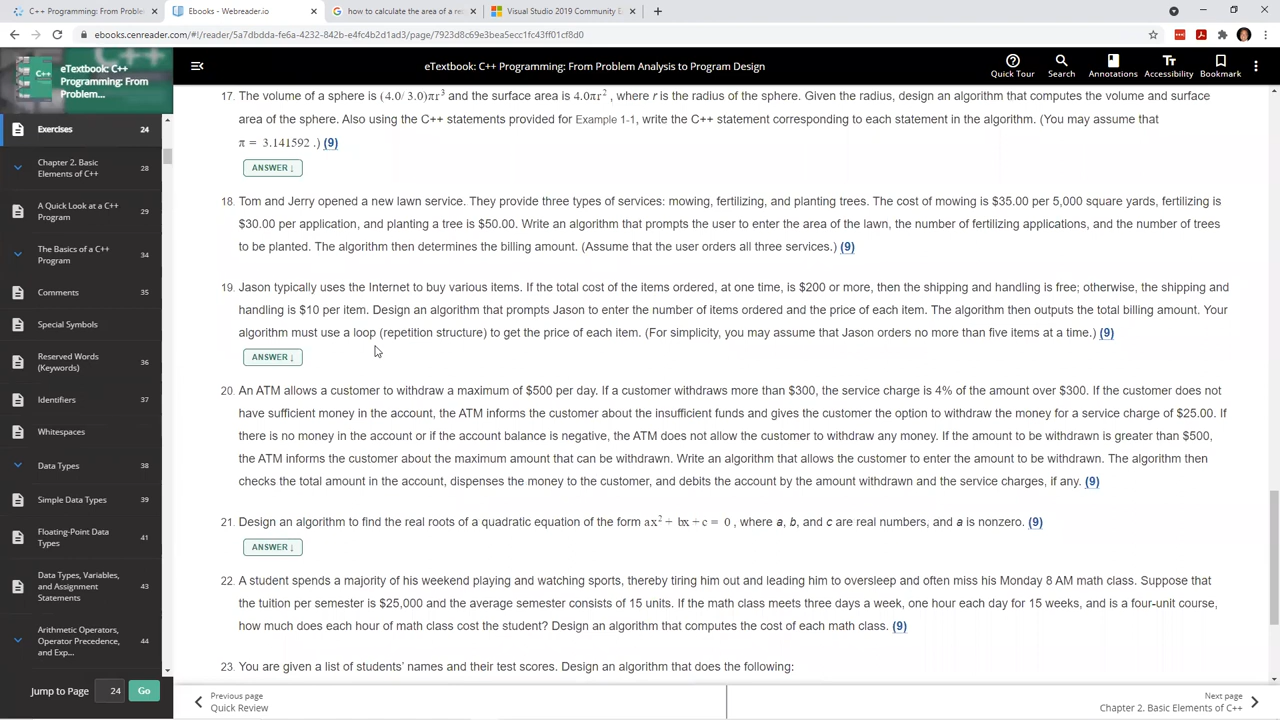 C++ Programming: From Problem
Ebooks - Webreader.io
how to calculate the area of a re
Visual Studio 2019 Community E
ebooks.cenreader.com/#!/reader/5a7dbdda-fe6a-4232-842b-e4fc4b2d1ad3/page/7923d8c69e3bea5ecc1fc43ff01cf8d0
C++
eTextbook: C++
Programming: From
Problem...
eTextbook: C++ Programming: From Problem Analysis to Program Design
Quick Tour
Search
Annotations
Accessibility
Bookmark
Exercises 24
Chapter 2. Basic
Elements of C++ 28
A Quick Look at a C++
Program 29
The Basics of a C++
Program 34
Comments 35
Special Symbols
Reserved Words
(Keywords) 36
Identifiers 37
Whitespaces
Data Types 38
Simple Data Types 39
Floating-Point Data
Types 41
Data Types, Variables,
and Assignment
Statements 43
Arithmetic Operators,
Operator Precedence,
and Exp... 44
Jump to Page 24 Go
17. The volume of a sphere is (4.0/ 3.0)πr³ and the surface area is 4.0πr² , where r is the radius of the sphere. Given the radius, design an algorithm that computes the volume and surface
area of the sphere. Also using the C++ statements provided for Example 1-1, write the C++ statement corresponding to each statement in the algorithm. (You may assume that
π = 3.141592 .) (9)
ANSWER ↓
18. Tom and Jerry opened a new lawn service. They provide three types of services: mowing, fertilizing, and planting trees. The cost of mowing is $35.00 per 5,000 square yards, fertilizing is
$30.00 per application, and planting a tree is $50.00. Write an algorithm that prompts the user to enter the area of the lawn, the number of fertilizing applications, and the number of trees
to be planted. The algorithm then determines the billing amount. (Assume that the user orders all three services.) (9)
19. Jason typically uses the Internet to buy various items. If the total cost of the items ordered, at one time, is $200 or more, then the shipping and handling is free; otherwise, the shipping and
handling is $10 per item. Design an algorithm that prompts Jason to enter the number of items ordered and the price of each item. The algorithm then outputs the total billing amount. Your
algorithm must use a loop (repetition structure) to get the price of each item. (For simplicity, you may assume that Jason orders no more than five items at a time.) (9)
ANSWER ↓
20. An ATM allows a customer to withdraw a maximum of $500 per day. If a customer withdraws more than $300, the service charge is 4% of the amount over $300. If the customer does not
have sufficient money in the account, the ATM informs the customer about the insufficient funds and gives the customer the option to withdraw the money for a service charge of $25.00. If
there is no money in the account or if the account balance is negative, the ATM does not allow the customer to withdraw any money. If the amount to be withdrawn is greater than $500,
the ATM informs the customer about the maximum amount that can be withdrawn. Write an algorithm that allows the customer to enter the amount to be withdrawn. The algorithm then
checks the total amount in the account, dispenses the money to the customer, and debits the account by the amount withdrawn and the service charges, if any. (9)
21. Design an algorithm to find the real roots of a quadratic equation of the form ax² + bx + c = 0 , where a, b, and c are real numbers, and a is nonzero. (9)
ANSWER ↓
22. A student spends a majority of his weekend playing and watching sports, thereby tiring him out and leading him to oversleep and often miss his Monday 8 AM math class. Suppose that
the tuition per semester is $25,000 and the average semester consists of 15 units. If the math class meets three days a week, one hour each day for 15 weeks, and is a four-unit course,
how much does each hour of math class cost the student? Design an algorithm that computes the cost of each math class. (9)
23. You are given a list of students' names and their test scores. Design an algorithm that does the following:
Previous page
Quick Review
Next page
Chapter 2. Basic Elements of C++